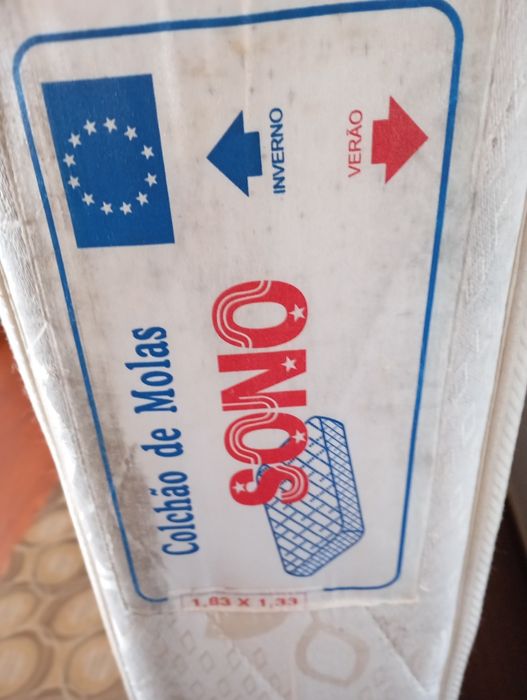 Colchão de Molas
SONO
INVERNO
VERÃO
1,83 X 1,33